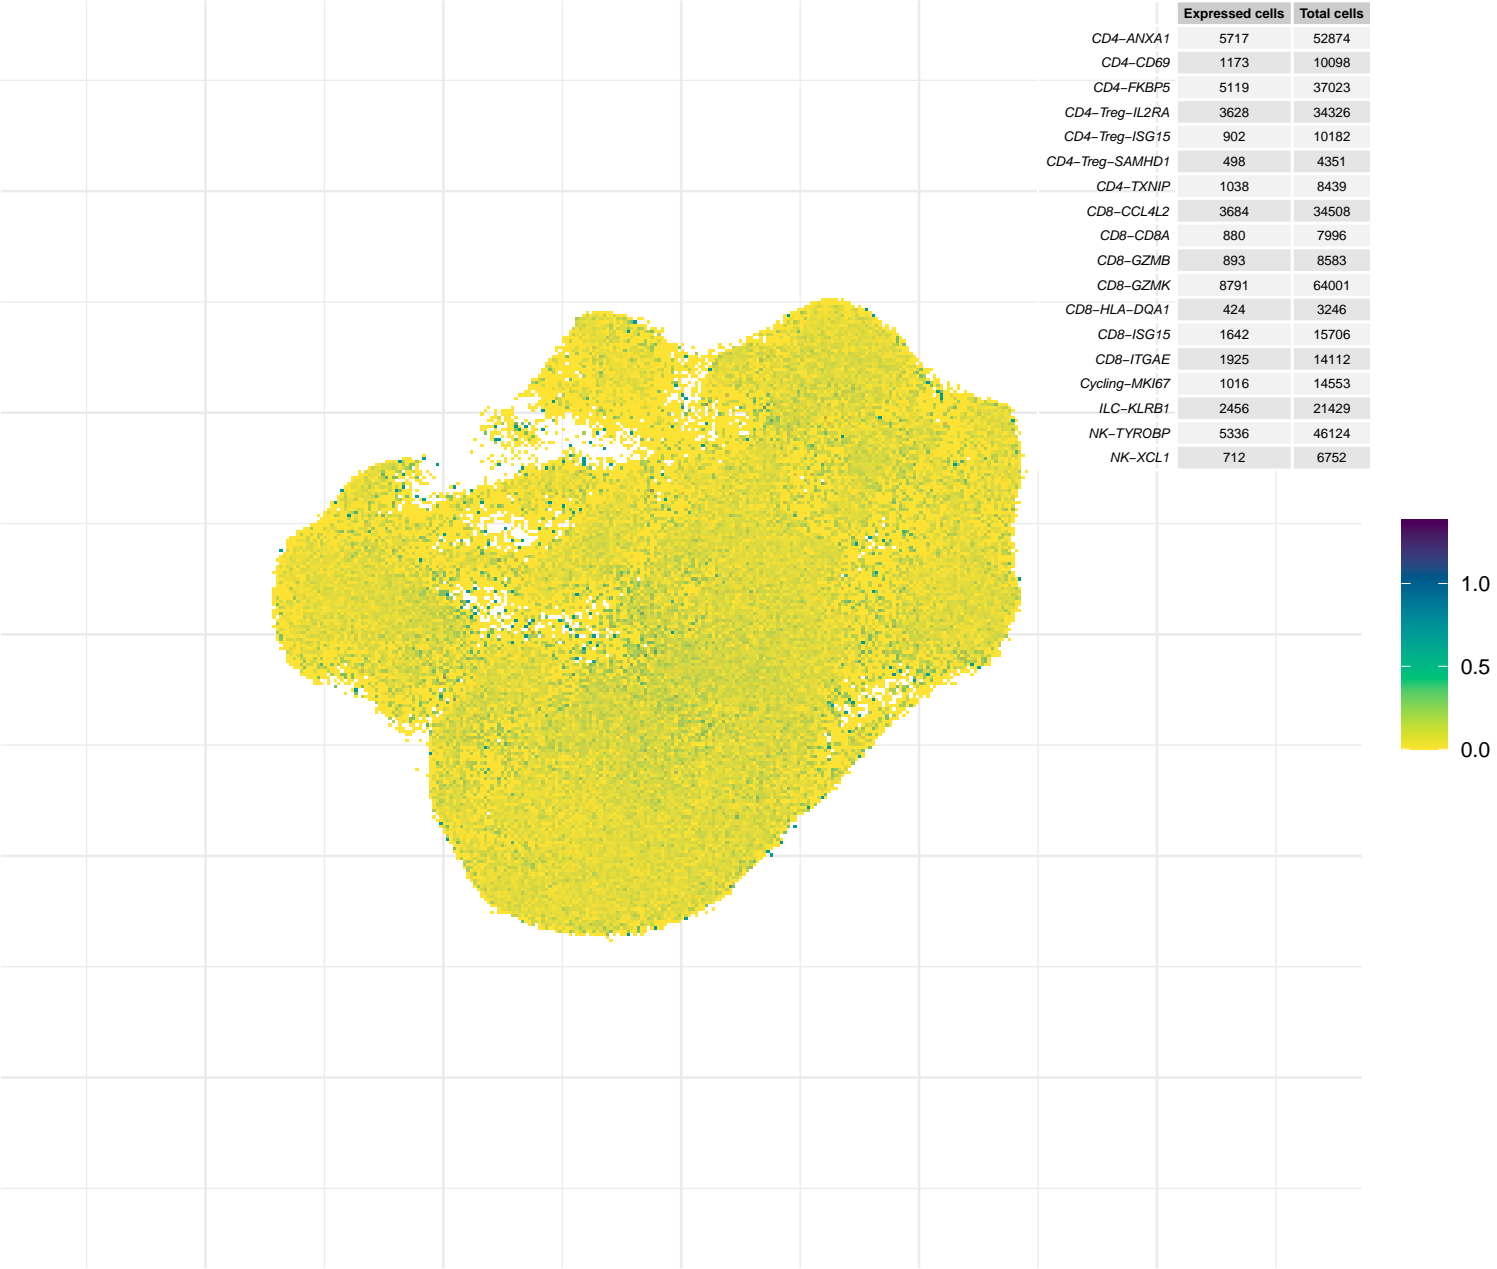 Expressed cells Total cells
CD4−ANXA1 5717 52874
CD4−CD69 1173 10098
CD4−FKBP5 5119 37023
CD4−Treg−IL2RA 3628 34326
CD4−Treg−ISG15 902 10182
CD4−Treg−SAMHD1 498 4351
CD4−TXNIP 1038 8439
CD8−CCL4L2 3684 34508
CD8−CD8A 880 7996
CD8−GZMB 893 8583
CD8−GZMK 8791 64001
CD8−HLA−DQA1 424 3246
CD8−ISG15 1642 15706
CD8−ITGAE 1925 14112
Cycling−MKI67 1016 14553
ILC−KLRB1 2456 21429
NK−TYROBP 5336 46124
NK−XCL1 712 6752
1.0
0.5
0.0